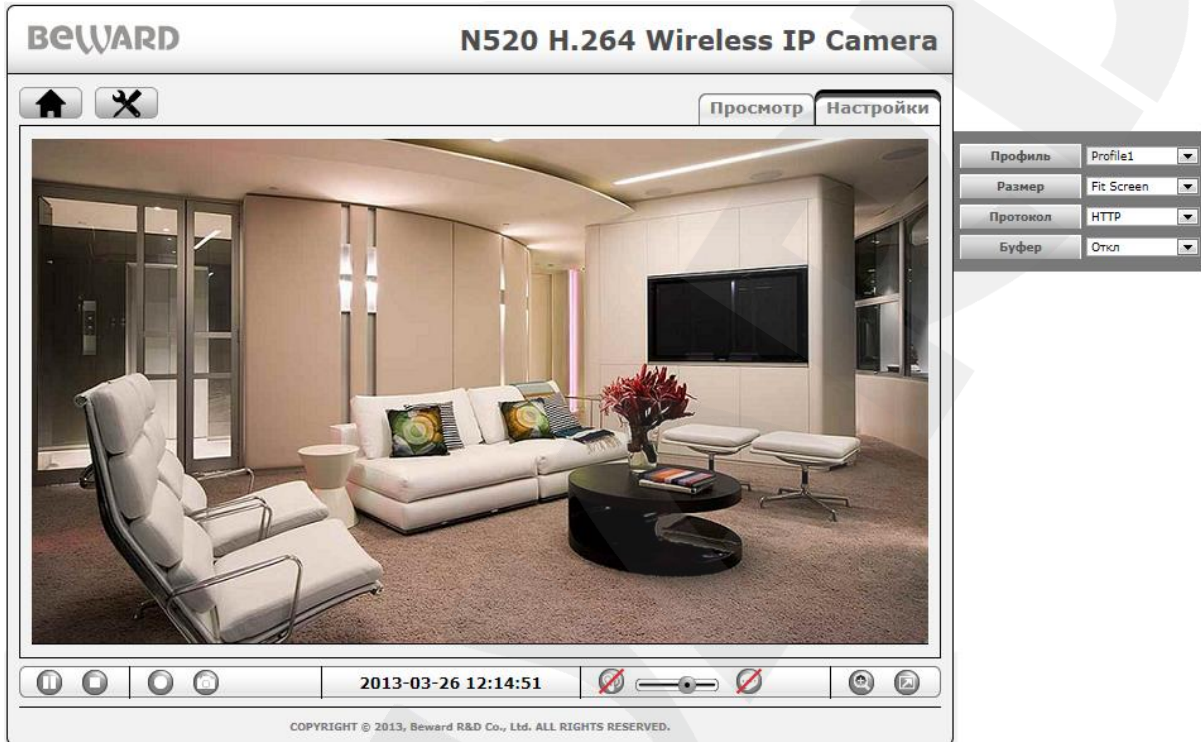 BEWARD
N520 H.264 Wireless IP Camera
Просмотр
Настройки
Профиль Profile1
Размер Fit Screen
Протокол HTTP
Буфер Откл
2013-03-26 12:14:51
COPYRIGHT © 2013, Beward R&D Co., Ltd. ALL RIGHTS RESERVED.